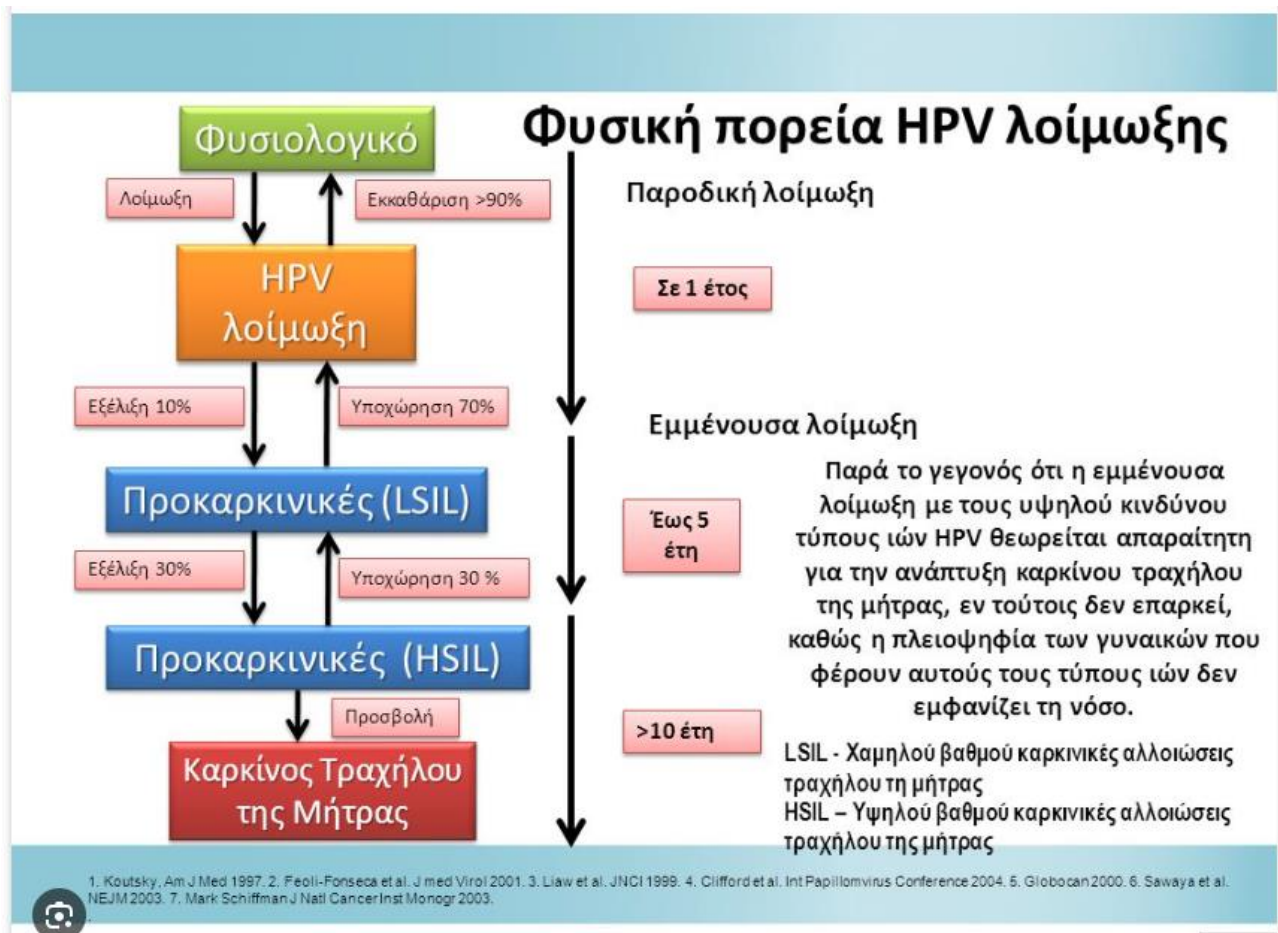 Φυσική πορεία HPV λοίμωξης
Φυσιολογικό
Λοίμωξη
Εκκαθάριση >90%
HPV
λοίμωξη
Εξέλιξη 10%
Υποχώρηση 70%
Προκαρκινικές (LSIL)
Εξέλιξη 30%
Υποχώρηση 30 %
Προκαρκινικές (HSIL)
Προσβολή
Καρκίνος Τραχήλου
της Μήτρας
Παροδική λοίμωξη
Σε 1 έτος
Εμμένουσα λοίμωξη
Έως 5
έτη
>10 έτη
Παρά το γεγονός ότι η εμμένουσα
λοίμωξη με τους υψηλού κινδύνου
τύπους ιών HPV θεωρείται απαραίτητη
για την ανάπτυξη καρκίνου τραχήλου
της μήτρας, εν τούτοις δεν επαρκεί,
καθώς η πλειοψηφία των γυναικών που
φέρουν αυτούς τους τύπους ιών δεν
εμφανίζει τη νόσο.
LSIL - Χαμηλού βαθμού καρκινικές αλλοιώσεις
τραχήλου τη μήτρας
HSIL – Υψηλού βαθμού καρκινικές αλλοιώσεις
τραχήλου της μήτρας
1. Koutsky, Am J Med 1997. 2. Feoli-Fonseca et al. J med Virol 2001. 3. Liaw et al. JNCI 1999. 4. Clifford et al. Int Papillomvirus Conference 2004. 5. Globocan 2000. 6. Sawaya et al.
NEJM 2003. 7. Mark Schiffman J Natl Cancer Inst Monogr 2003.